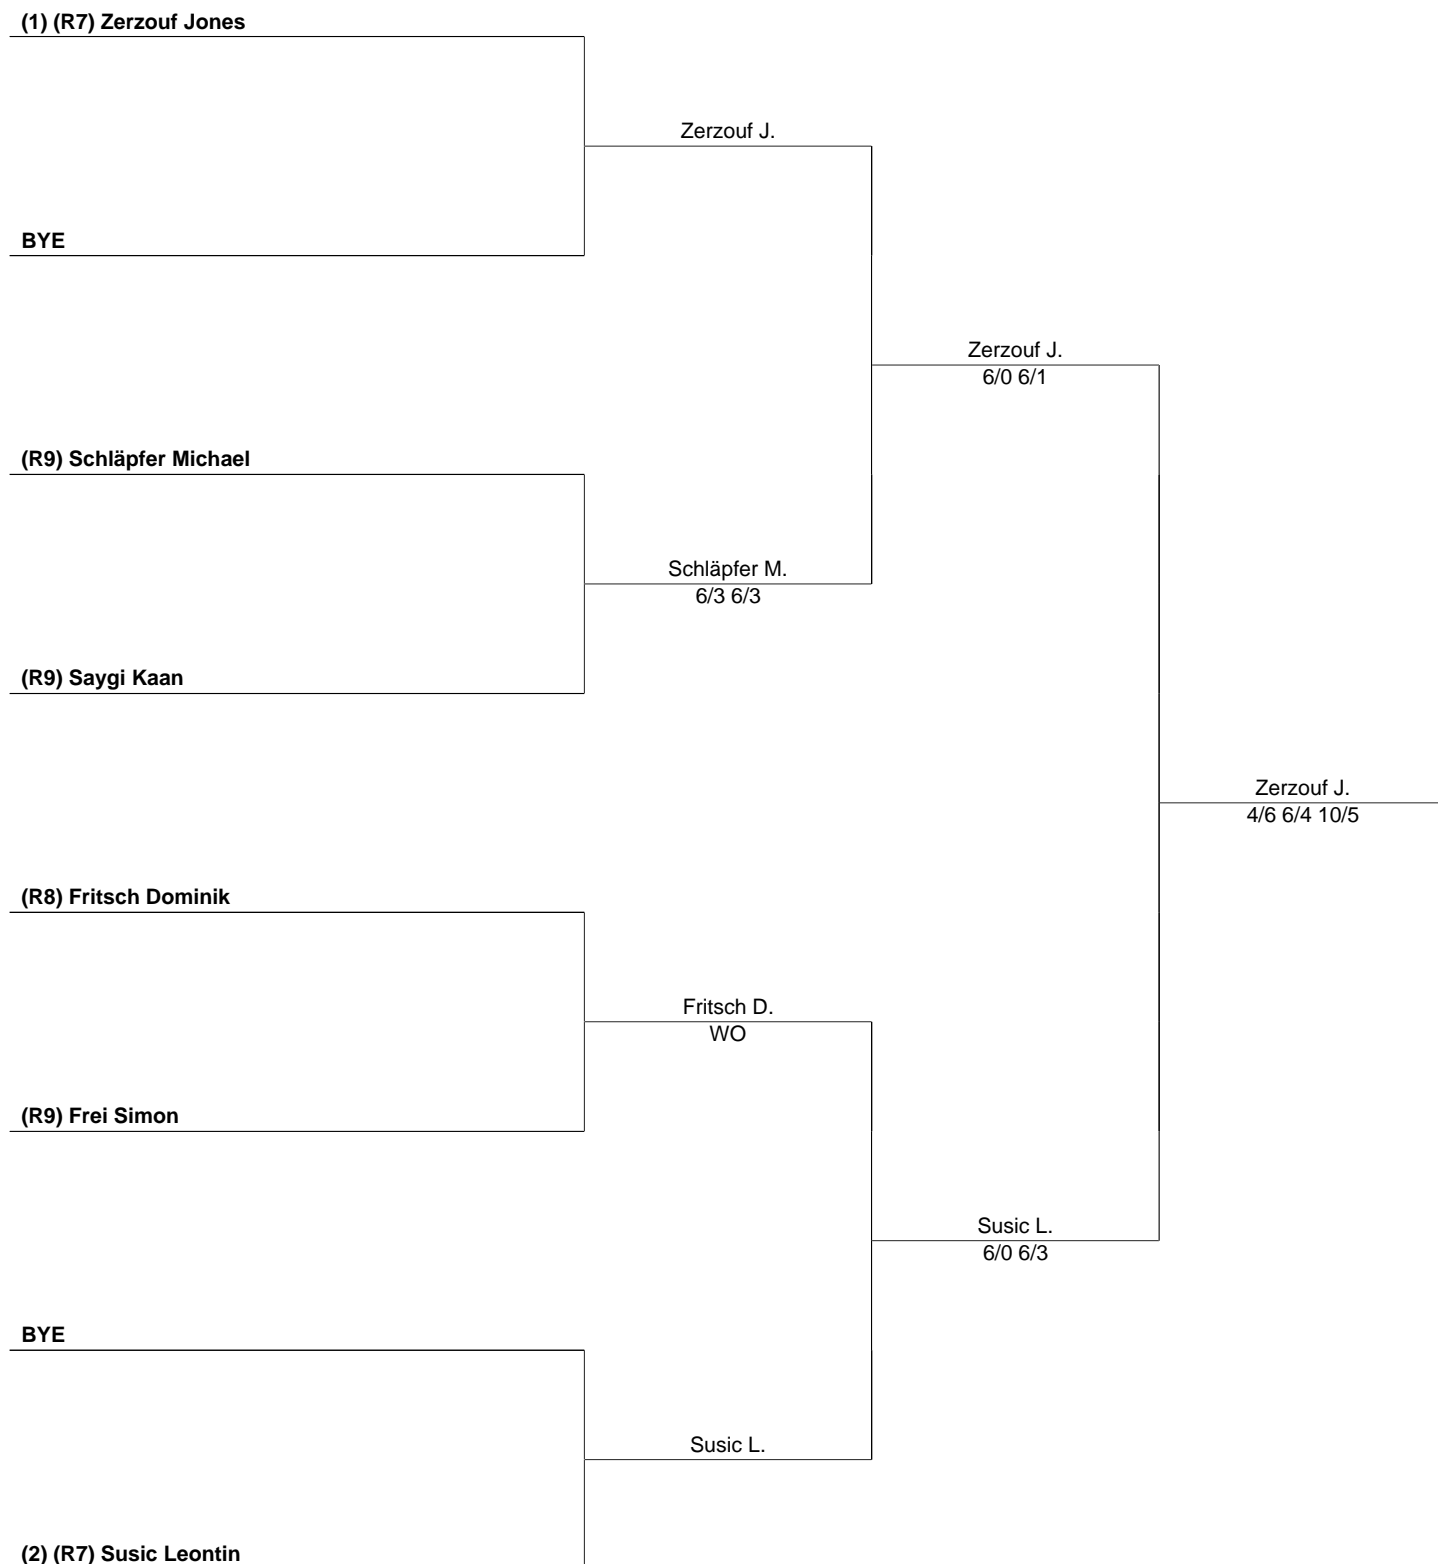 (1) (R7) Zerzouf Jones
Zerzouf J.
BYE
Zerzouf J.
6/0 6/1
(R9) Schläpfer Michael
Schläpfer M.
6/3 6/3
(R9) Saygi Kaan
Zerzouf J.
4/6 6/4 10/5
(R8) Fritsch Dominik
Fritsch D.
WO
(R9) Frei Simon
Susic L.
6/0 6/3
BYE
Susic L.
(2) (R7) Susic Leontin